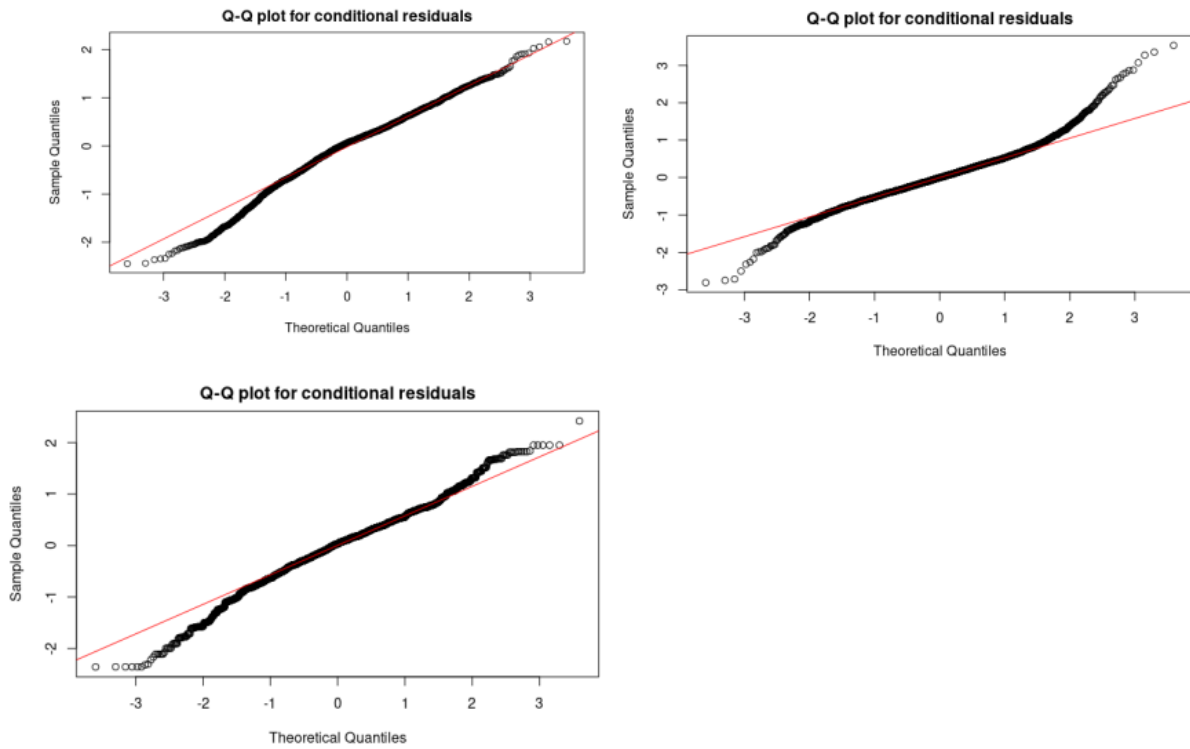 Q-Q plot for conditional residuals
Sample Quantiles
2
1
0
-1
-2
-3 -2 -1 0 1 2 3
Theoretical Quantiles
Q-Q plot for conditional residuals
Sample Quantiles
3
2
1
0
-1
-2
-3
-3 -2 -1 0 1 2 3
Theoretical Quantiles
Q-Q plot for conditional residuals
Sample Quantiles
2
1
0
-1
-2
-3 -2 -1 0 1 2 3
Theoretical Quantiles